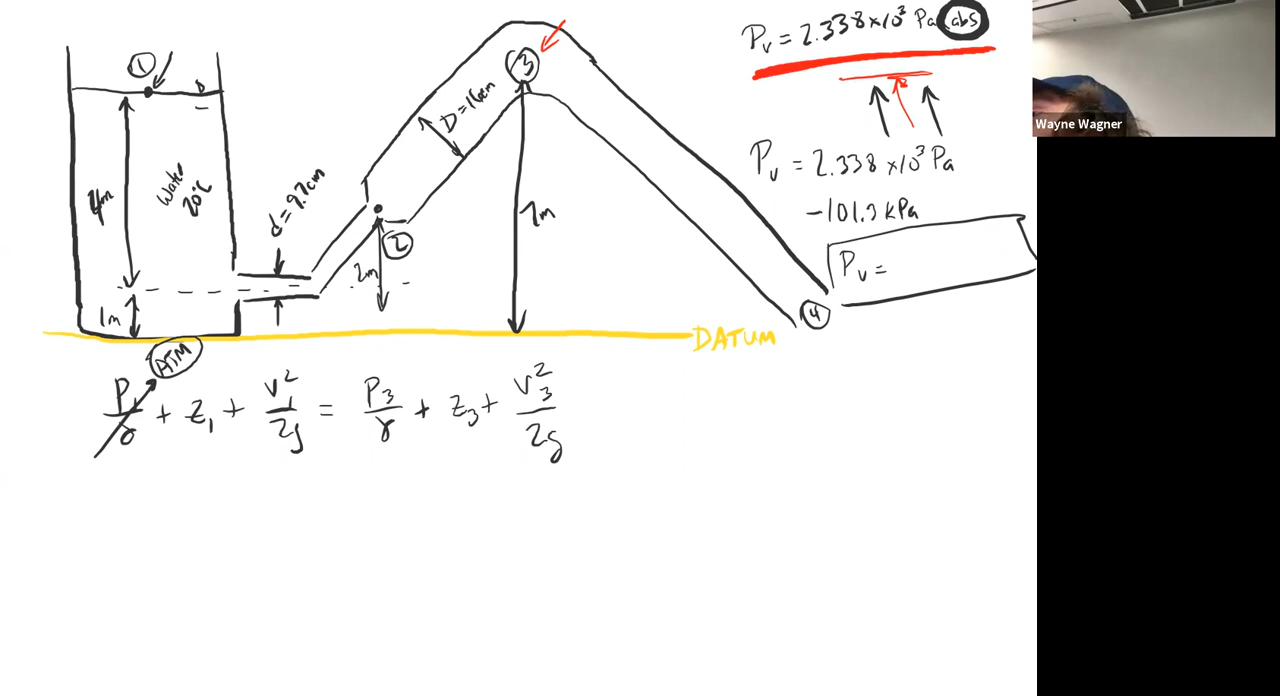 ①
4m
Water
20°C
1m
d = 9.7cm
D = 16cm
②
2m
③
7m
④
DATUM
ATM
P₁/γ + z₁ + v₁²/2g = P₃/γ + z₃ + v₃²/2g
Pᵥ = 2.338 x10³ Pa abs
Pᵥ = 2.338 x10³ Pa
-101.3 kPa
Pᵥ =
Wayne Wagner